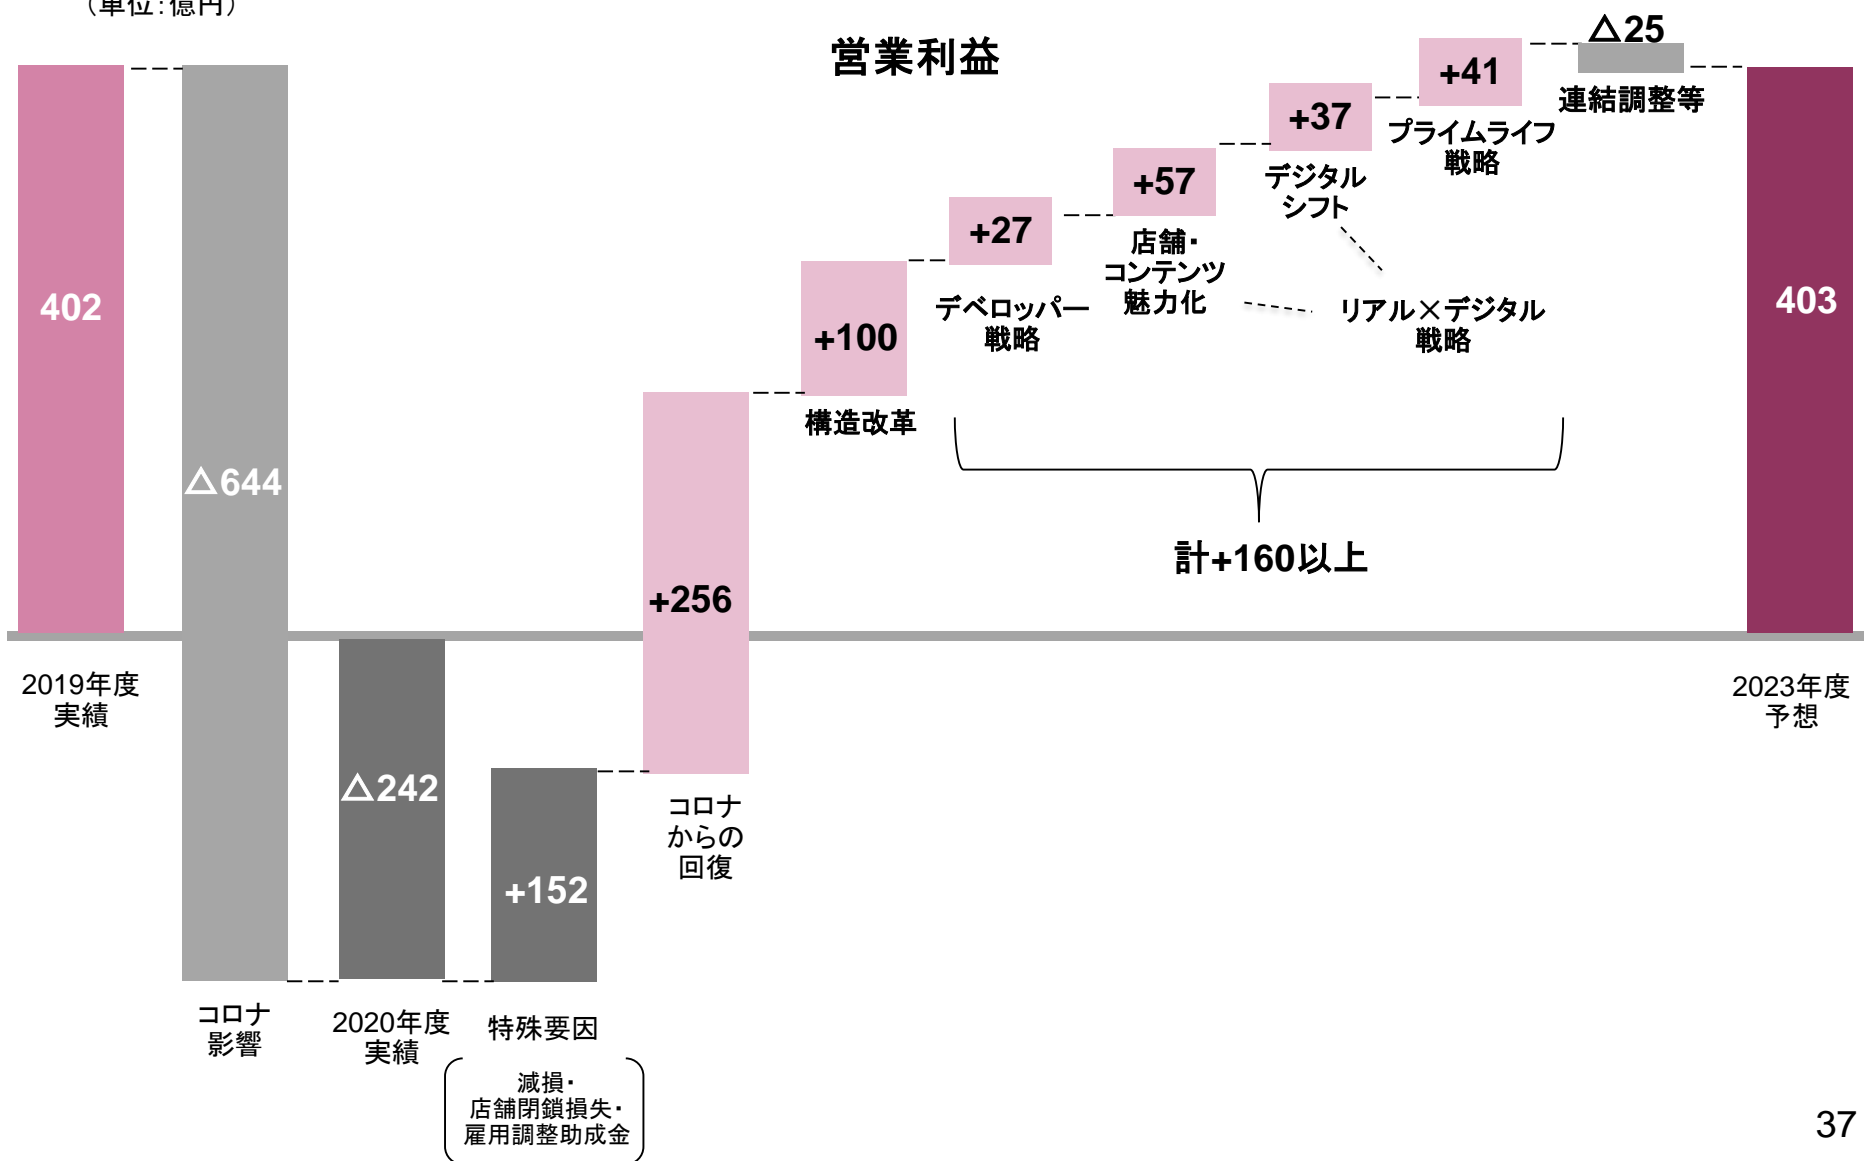 （単位：億円）
営業利益
402
△644
△242
+152
+256
+100
+27
+57
+37
+41
△25
403
2019年度
実績
コロナ
影響
2020年度
実績
特殊要因
減損・
店舗閉鎖損失・
雇用調整助成金
コロナ
からの
回復
構造改革
デベロッパー
戦略
店舗・
コンテンツ
魅力化
デジタル
シフト
リアル×デジタル
戦略
プライムライフ
戦略
連結調整等
計+160以上
2023年度
予想
37